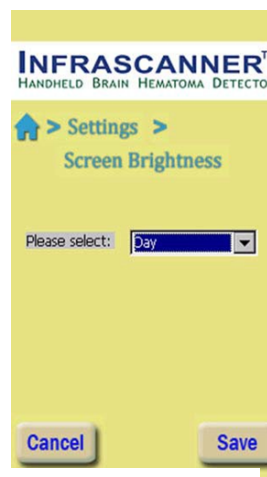 INFRASCANNER T
HANDHELD BRAIN HEMATOMA DETECTO
> Settings >
Screen Brightness
Please select: Day
Cancel Save